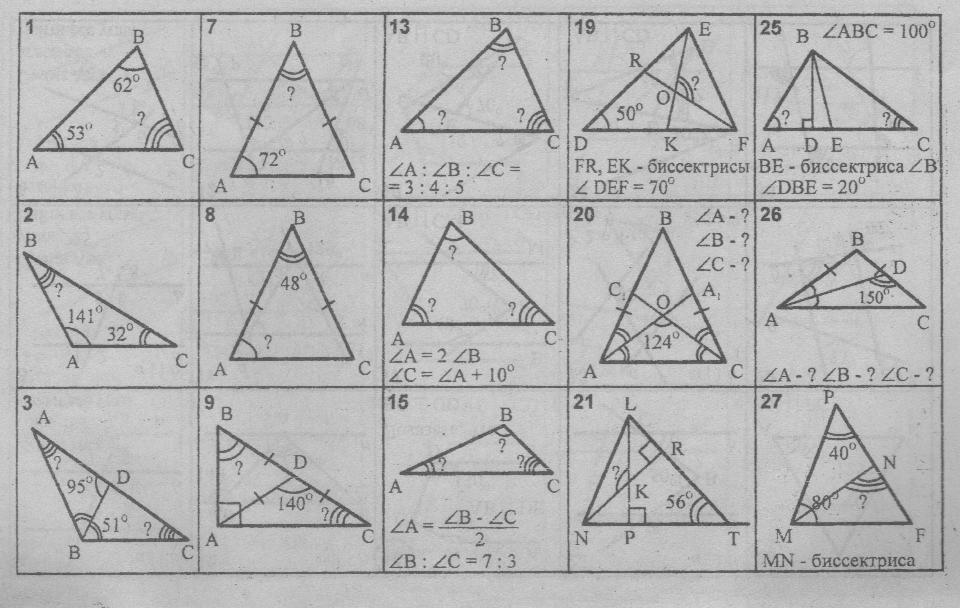 1
B
62°
53°
?
A
C
7
B
?
72°
A
C
13
B
?
?
?
A
C
∠A : ∠B : ∠C =
= 3 : 4 : 5
19
E
R
O
?
50°
D
K
F
FR, EK - биссектрисы
∠ DEF = 70°
25
∠ABC = 100°
B
?
?
A
D
E
C
BE - биссектриса ∠B
∠DBE = 20°
2
B
?
141°
32°
A
C
8
B
48°
?
A
C
14
B
?
?
?
A
C
∠A = 2 ∠B
∠C = ∠A + 10°
20
∠A - ?
∠B - ?
∠C - ?
B
C₁
A₁
O
124°
A
C
26
B
D
150°
A
C
∠A - ? ∠B - ? ∠C - ?
3
A
?
D
95°
51°
?
B
C
9
B
?
D
140°
?
A
C
15
B
?
?
?
A
C
∠A = ∠B - ∠C / 2
∠B : ∠C = 7 : 3
21
L
R
?
K
56°
N
P
T
27
P
40°
N
80°
?
M
F
MN - биссектриса